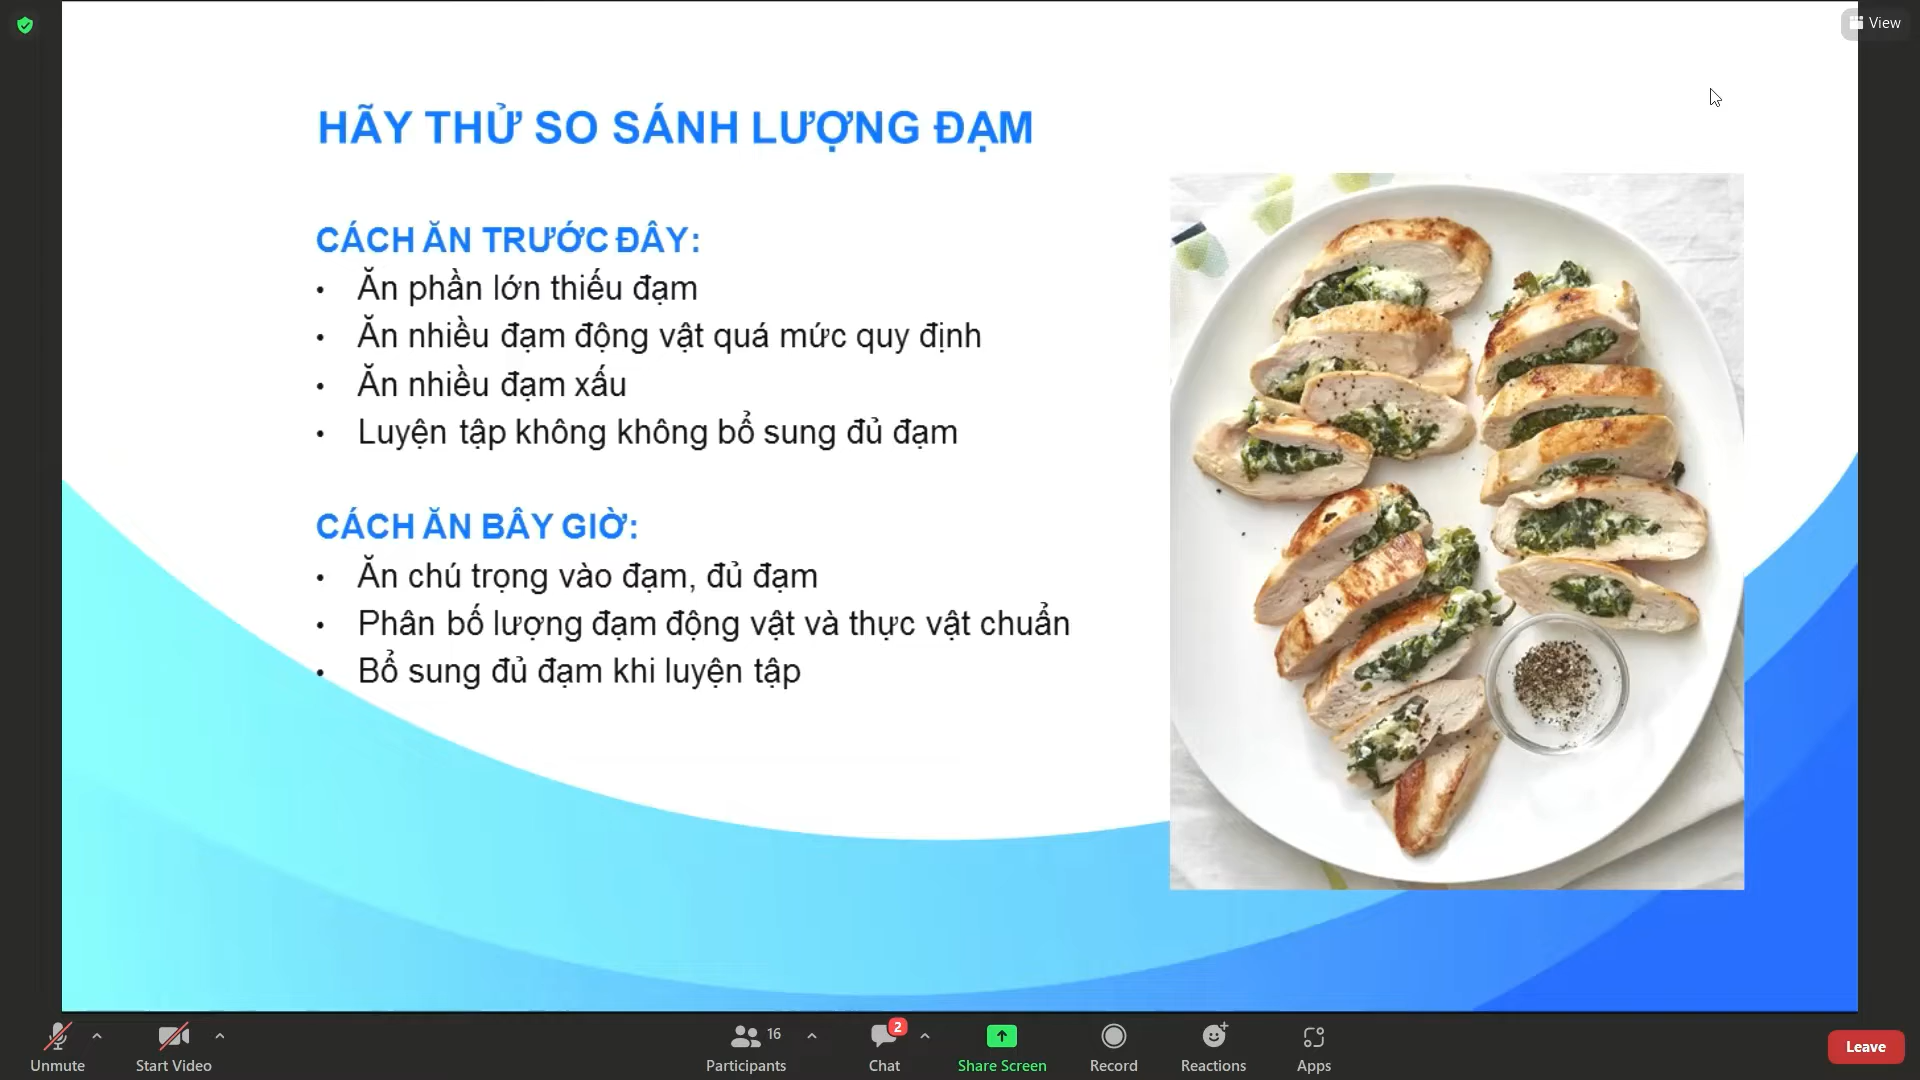 View
HÃY THỬ SO SÁNH LƯỢNG ĐẠM
CÁCH ĂN TRƯỚC ĐÂY:
• Ăn phần lớn thiếu đạm
• Ăn nhiều đạm động vật quá mức quy định
• Ăn nhiều đạm xấu
• Luyện tập không không bổ sung đủ đạm
CÁCH ĂN BÂY GIỜ:
• Ăn chú trọng vào đạm, đủ đạm
• Phân bố lượng đạm động vật và thực vật chuẩn
• Bổ sung đủ đạm khi luyện tập
16
2
Unmute
Start Video
Participants
Chat
Share Screen
Record
Reactions
Apps
Leave